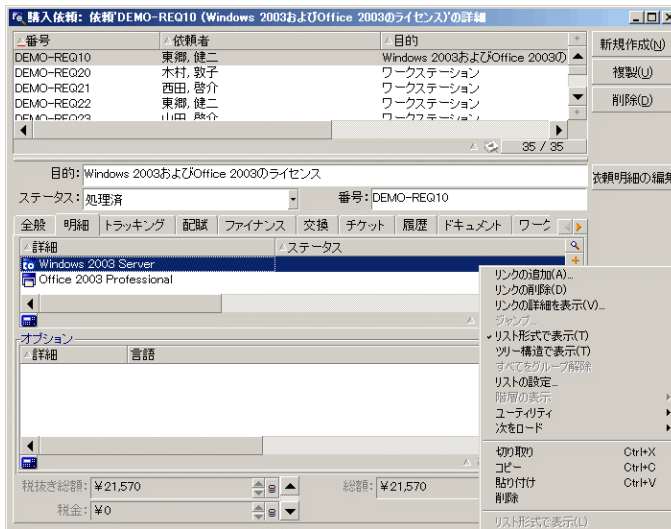 購入依頼: 依頼'DEMO-REQ10 (Windows 2003およびOffice 2003のライセンス)'の詳細
番号 依頼者 目的
DEMO-REQ10 東郷, 健二 Windows 2003およびOffice 2003の
DEMO-REQ20 木村, 敦子 ワークステーション
DEMO-REQ21 西田, 啓介 ワークステーション
DEMO-REQ22 東郷, 健二 ワークステーション
DEMO-REQ23 山田, 啓介 ワークステーション
35 / 35
新規作成(N)
複製(U)
削除(D)
依頼明細の編集
目的: Windows 2003およびOffice 2003のライセンス
ステータス: 処理済 番号: DEMO-REQ10
全般 明細 トラッキング 配賦 ファイナンス 交換 チケット 履歴 ドキュメント ワーク
詳細 ステータス
Windows 2003 Server
Office 2003 Professional
オプション
詳細 言語
税抜き総額: ¥21,570 総額: ¥21,570
税金: ¥0
リンクの追加(A)...
リンクの削除(D)
リンクの詳細を表示(V)...
ジャンプ...
リスト形式で表示(T)
ツリー構造で表示(T)
すべてをグループ解除
リストの設定...
階層の表示
ユーティリティ
次をロード
切り取り Ctrl+X
コピー Ctrl+C
貼り付け Ctrl+V
削除
リスト形式で表示(L)